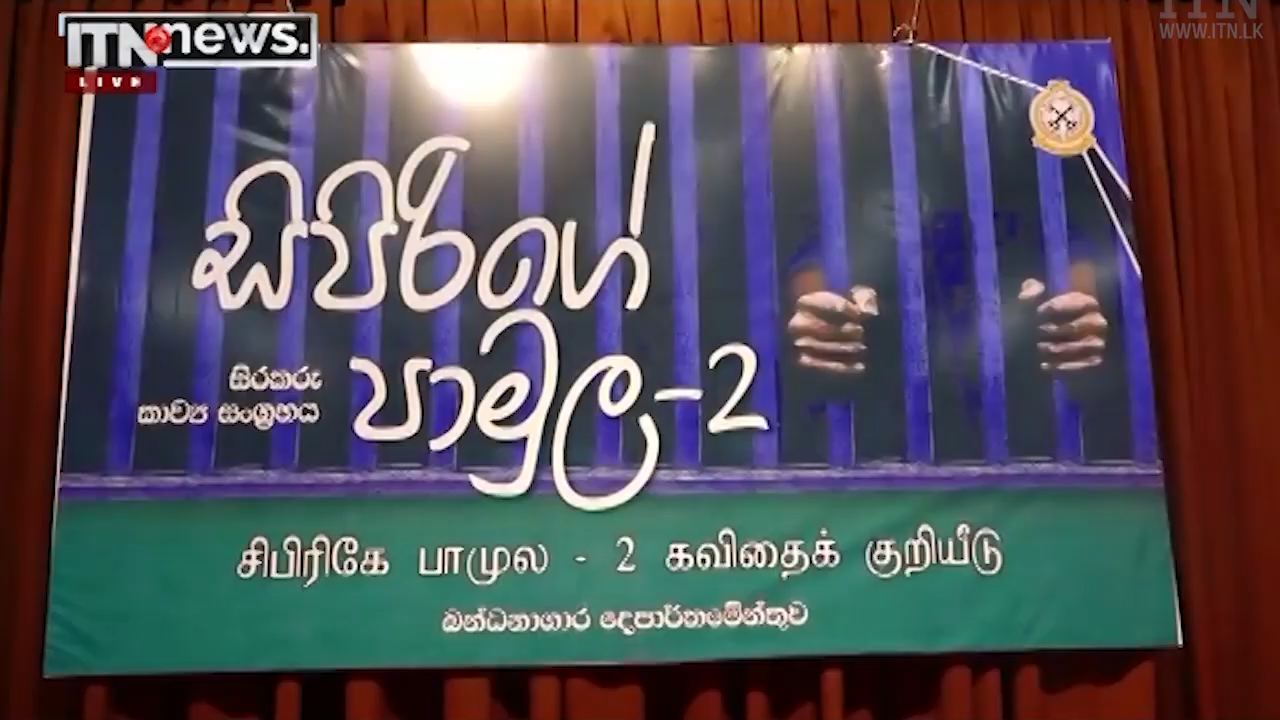 ITN news.
LIVE
ITN
WWW.ITN.LK
සිපිරිගේ
පාමුල - 2
සිරකරු
කාව්‍ය සංග්‍රහය
சிபிரிகே பாமுல - 2 கவிதைக் குறியீடு
බන්ධනාගාර දෙපාර්තමේන්තුව